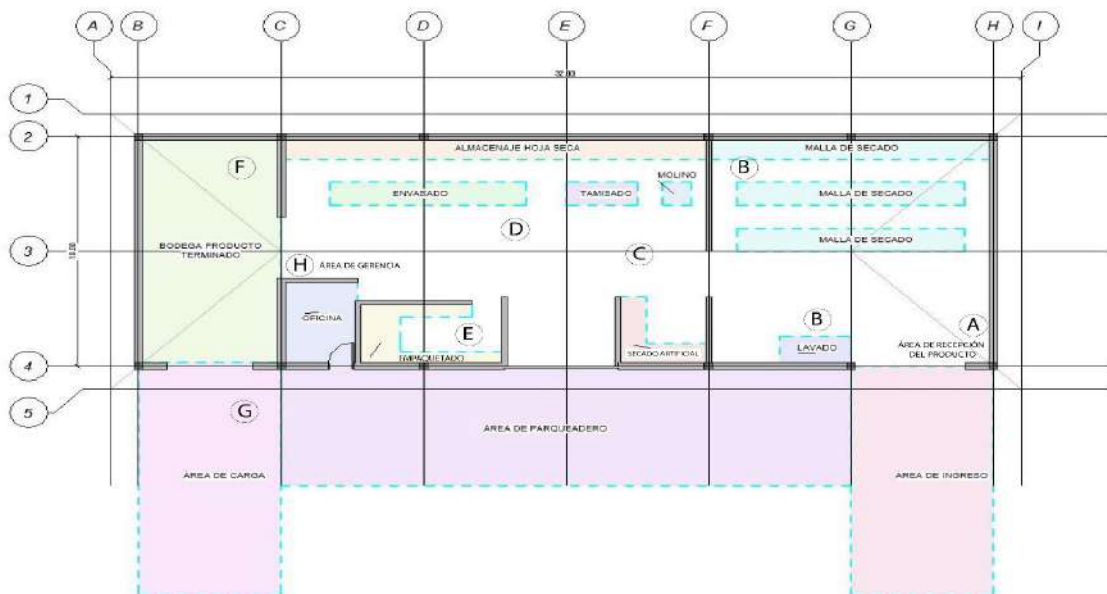 A B C D E F G H I
32.00
1
2
ALMACENAJE HOJA SECA
MALLA DE SECADO
F
B
MOLINO
ENVASADO
TAMISADO
MALLA DE SECADO
D
MALLA DE SECADO
BODEGA PRODUCTO
TERMINADO
10.00
3
C
H
ÁREA DE GERENCIA
OFICINA
E
B
A
EMPAQUETADO
SECADO ARTIFICIAL
LAVADO
ÁREA DE RECEPCIÓN
DEL PRODUCTO
4
5
G
ÁREA DE PARQUEADERO
ÁREA DE CARGA
ÁREA DE INGRESO